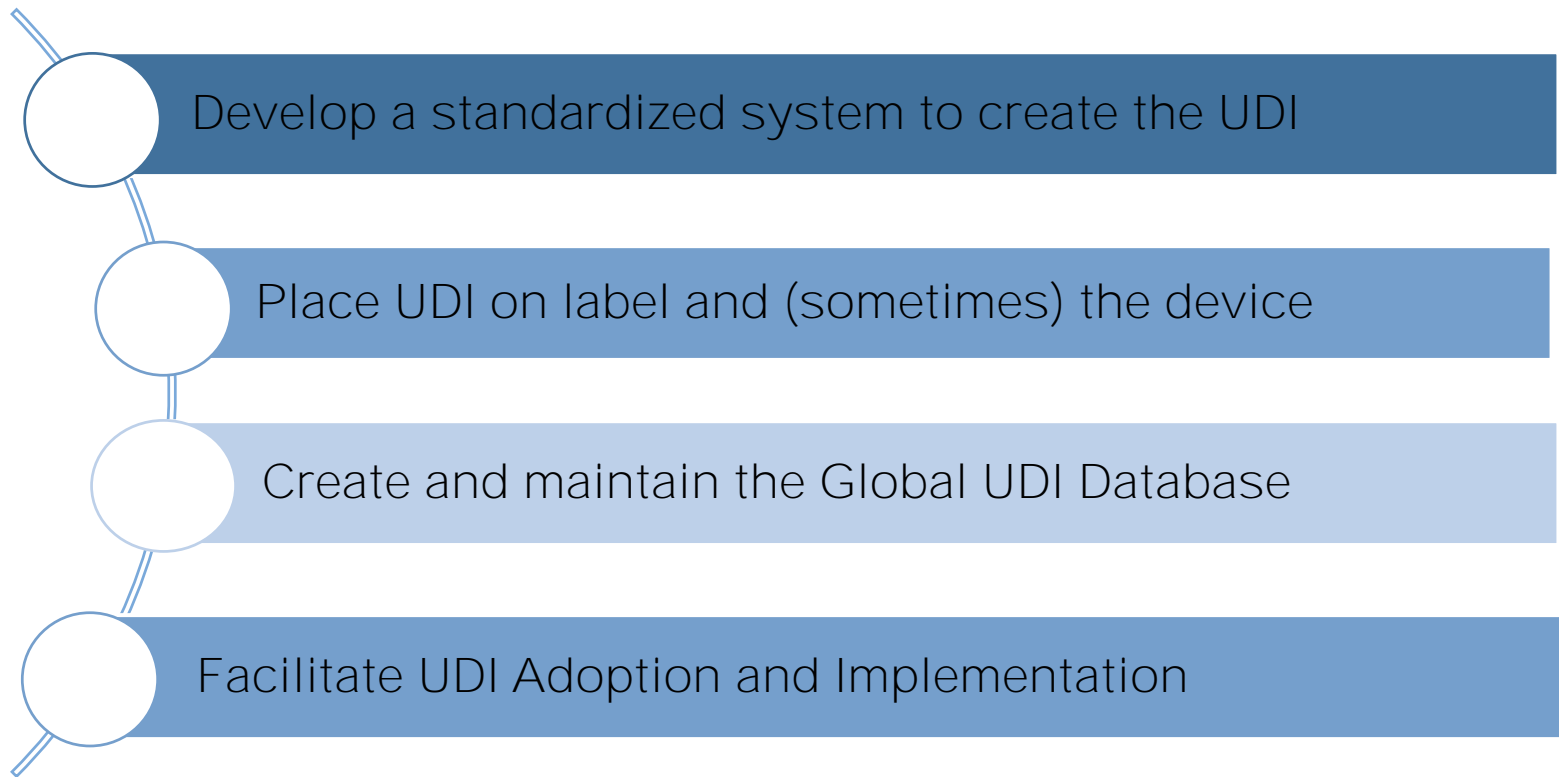 Develop a standardized system to create the UDI
Place UDI on label and (sometimes) the device
Create and maintain the Global UDI Database
Facilitate UDI Adoption and Implementation